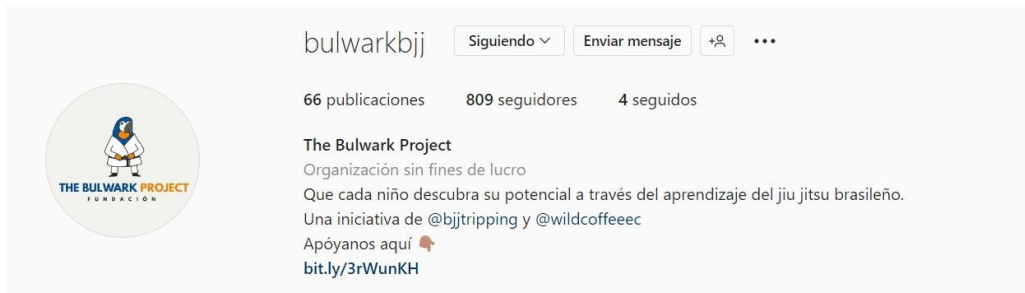 bulwarkbjj Siguiendo Enviar mensaje
66 publicaciones 809 seguidores 4 seguidos
The Bulwark Project
Organización sin fines de lucro
Que cada niño descubra su potencial a través del aprendizaje del jiu jitsu brasileño.
Una iniciativa de @bjjtripping y @wildcoffeeec
Apóyanos aquí 👇🏽
bit.ly/3rWunKH
THE BULWARK PROJECT
FUNDACIÓN